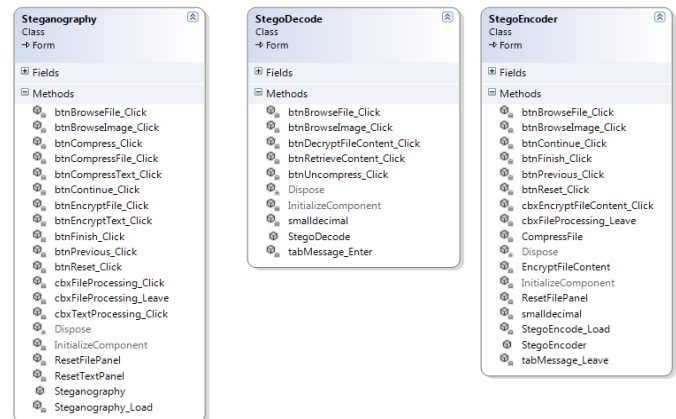 Steganography
Class
Form
Fields
Methods
btnBrowseFile_Click
btnBrowseImage_Click
btnCompress_Click
btnCompressFile_Click
btnCompressText_Click
btnContinue_Click
btnEncryptFile_Click
btnEncryptText_Click
btnFinish_Click
btnPrevious_Click
btnReset_Click
cbxFileProcessing_Click
cbxFileProcessing_Leave
cbxTextProcessing_Click
Dispose
InitializeComponent
ResetFilePanel
ResetTextPanel
Steganography
Steganography_Load
StegoDecode
Class
Form
Fields
Methods
btnBrowseFile_Click
btnBrowseImage_Click
btnDecryptFileContent_Click
btnRetrieveContent_Click
btnUncompress_Click
Dispose
InitializeComponent
smalldecimal
StegoDecode
tabMessage_Enter
StegoEncoder
Class
Form
Fields
Methods
btnBrowseFile_Click
btnBrowseImage_Click
btnContinue_Click
btnFinish_Click
btnPrevious_Click
btnReset_Click
cbxEncryptFileContent_Click
cbxFileProcessing_Leave
CompressFile
Dispose
EncryptFileContent
InitializeComponent
ResetFilePanel
smalldecimal
StegoEncode_Load
StegoEncoder
tabMessage_Leave